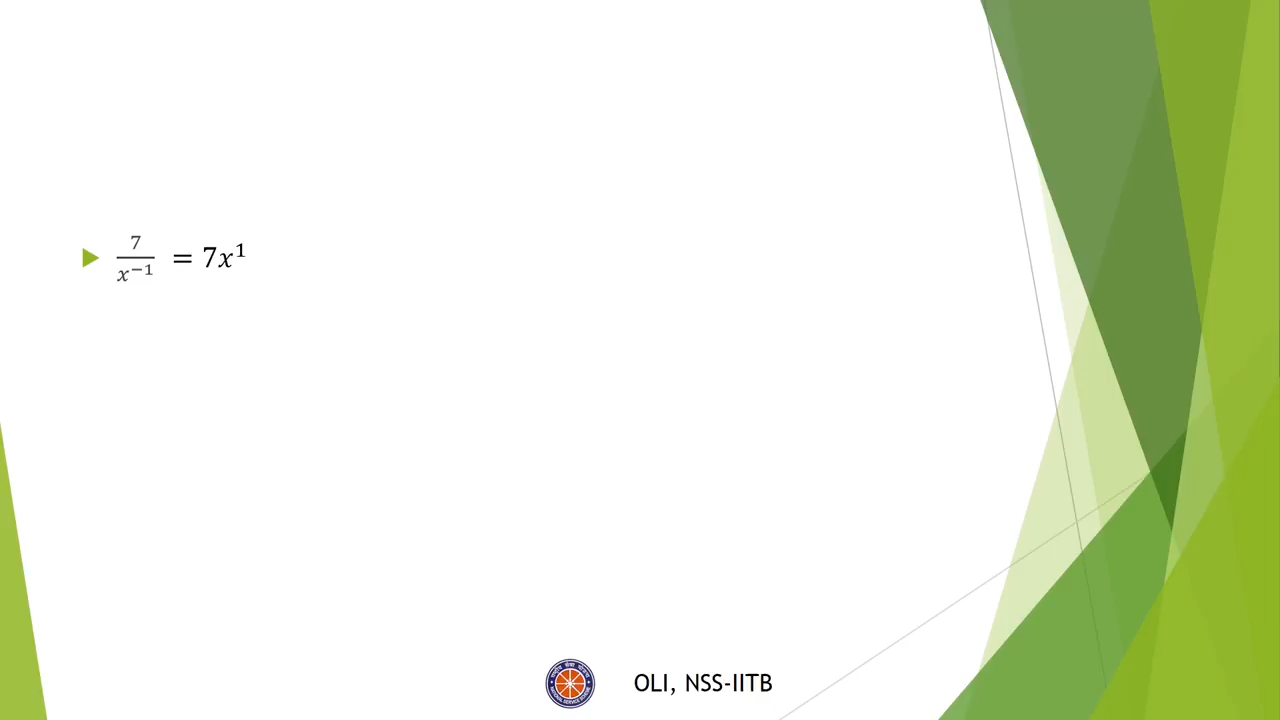 7/x⁻¹ = 7x¹
OLI, NSS-IITB